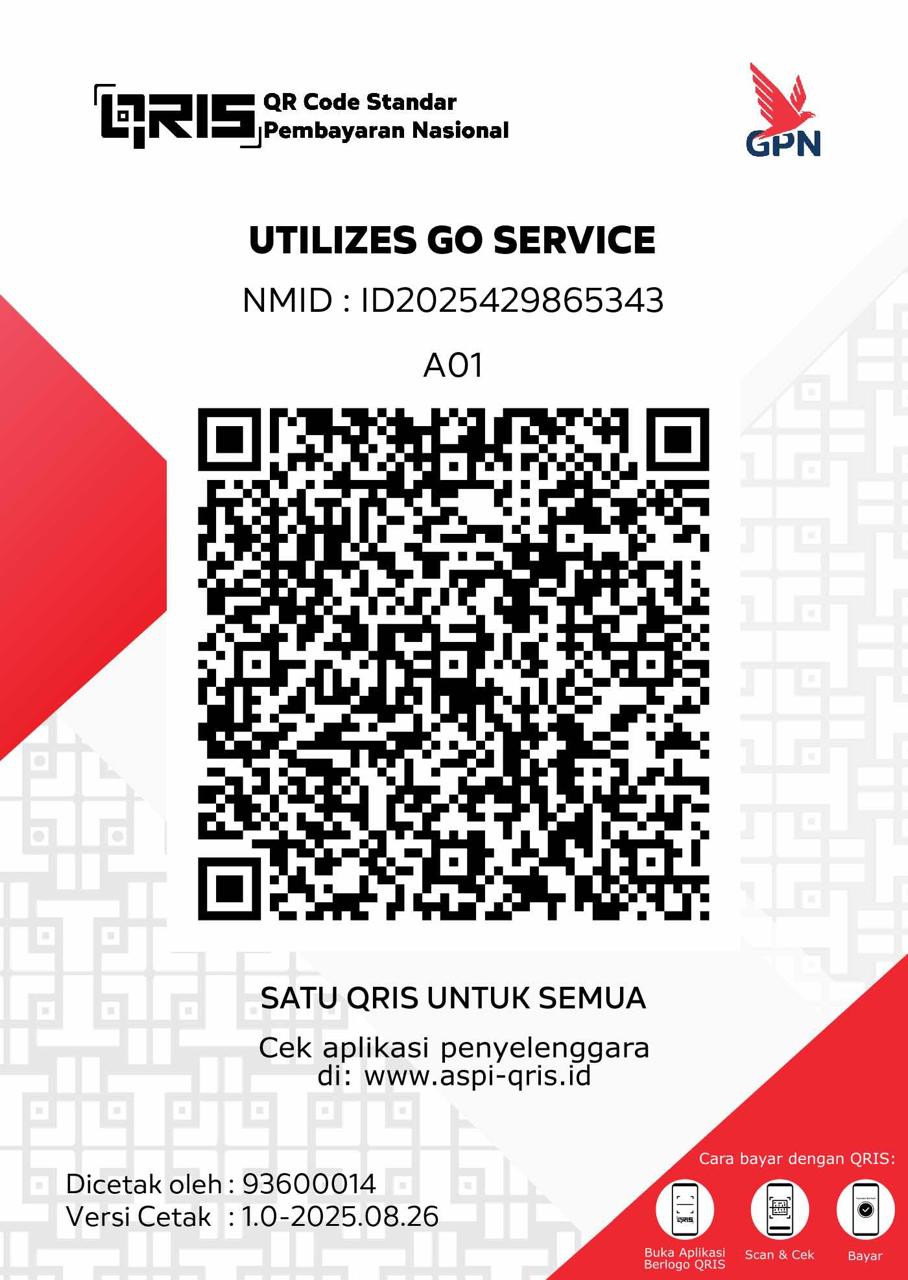 QRIS
QR Code Standar
Pembayaran Nasional
GPN
UTILIZES GO SERVICE
NMID : ID2025429865343
A01
SATU QRIS UNTUK SEMUA
Cek aplikasi penyelenggara
di: www.aspi-qris.id
Dicetak oleh : 93600014
Versi Cetak : 1.0-2025.08.26
Cara bayar dengan QRIS:
QRIS
Buka Aplikasi
Berlogo QRIS
Scan & Cek
Bayar